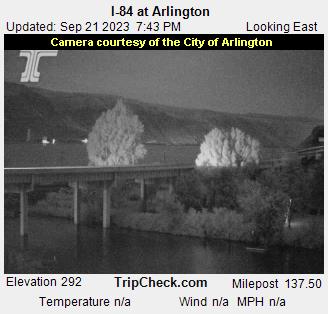 I-84 at Arlington
Updated: Sep 21 2023 7:43 PM Looking East
Camera courtesy of the City of Arlington
Elevation 292 TripCheck.com Milepost 137.50
Temperature n/a Wind n/a MPH n/a